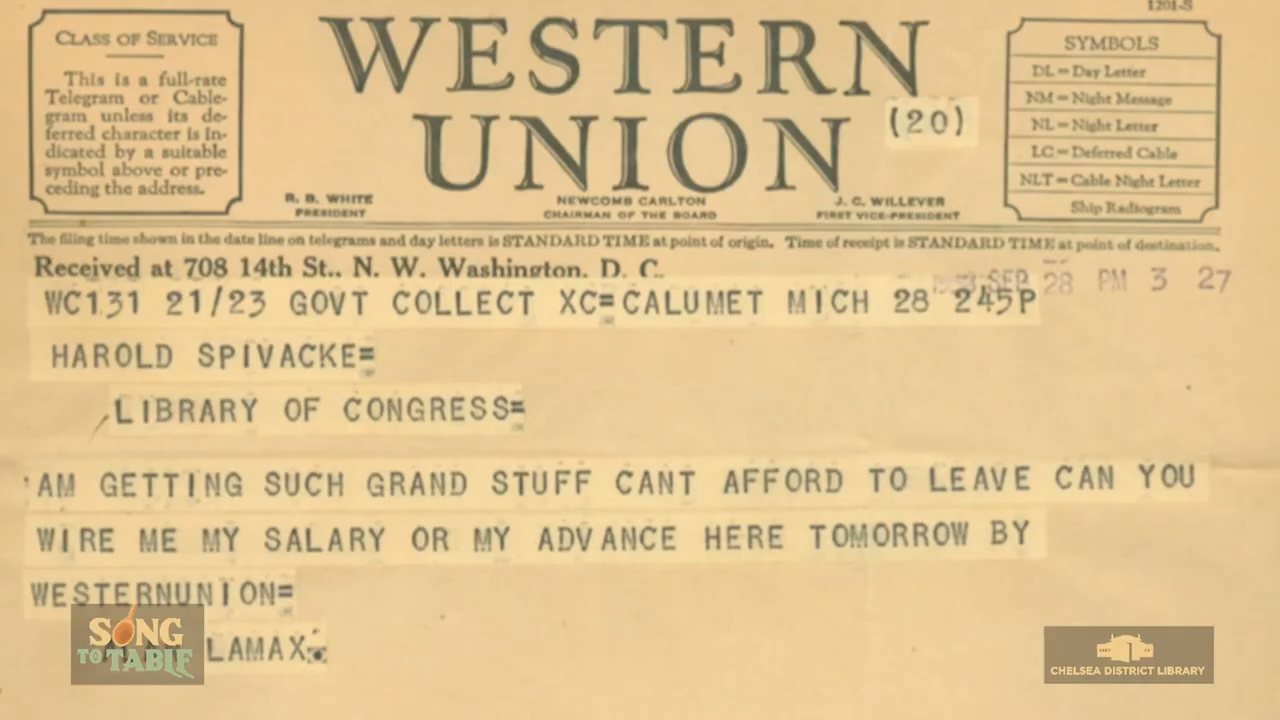 1201-S
CLASS OF SERVICE
This is a full-rate
Telegram or Cable-
gram unless its de-
ferred character is in-
dicated by a suitable
symbol above or pre-
ceding the address.
WESTERN
UNION
(20)
R. B. WHITE
PRESIDENT
NEWCOMB CARLTON
CHAIRMAN OF THE BOARD
J. C. WILLEVER
FIRST VICE-PRESIDENT
SYMBOLS
DL = Day Letter
NM = Night Message
NL = Night Letter
LC = Deferred Cable
NLT = Cable Night Letter
Ship Radiogram
The filing time shown in the date line on telegrams and day letters is STANDARD TIME at point of origin. Time of receipt is STANDARD TIME at point of destination.
Received at 708 14th St., N. W. Washington, D. C.
SEP 28 PM 3 27
WC131 21/23 GOVT COLLECT XC=CALUMET MICH 28 245P
HAROLD SPIVACKE=
LIBRARY OF CONGRESS=
AM GETTING SUCH GRAND STUFF CANT AFFORD TO LEAVE CAN YOU
WIRE ME MY SALARY OR MY ADVANCE HERE TOMORROW BY
WESTERNUNION=
LAMAX.
SONG
TO TABLE
CHELSEA DISTRICT LIBRARY